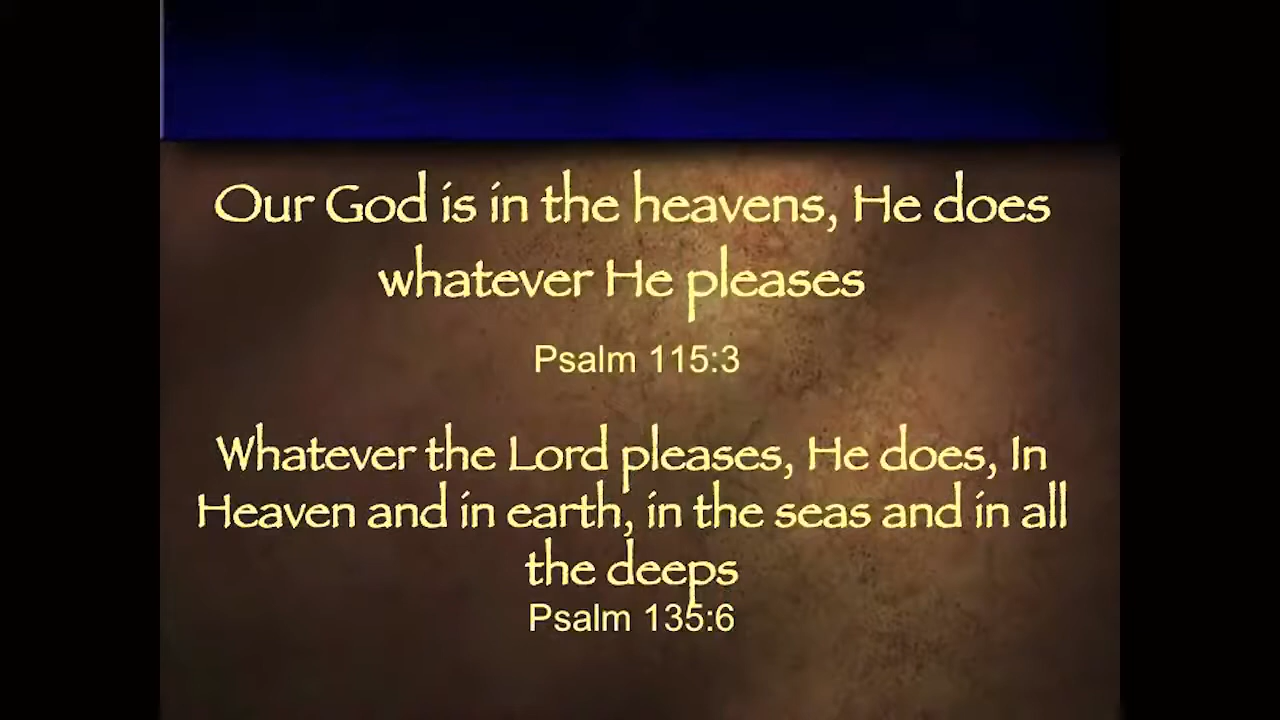 Our God is in the heavens, He does
whatever He pleases
Psalm 115:3
Whatever the Lord pleases, He does, In
Heaven and in earth, in the seas and in all
the deeps
Psalm 135:6